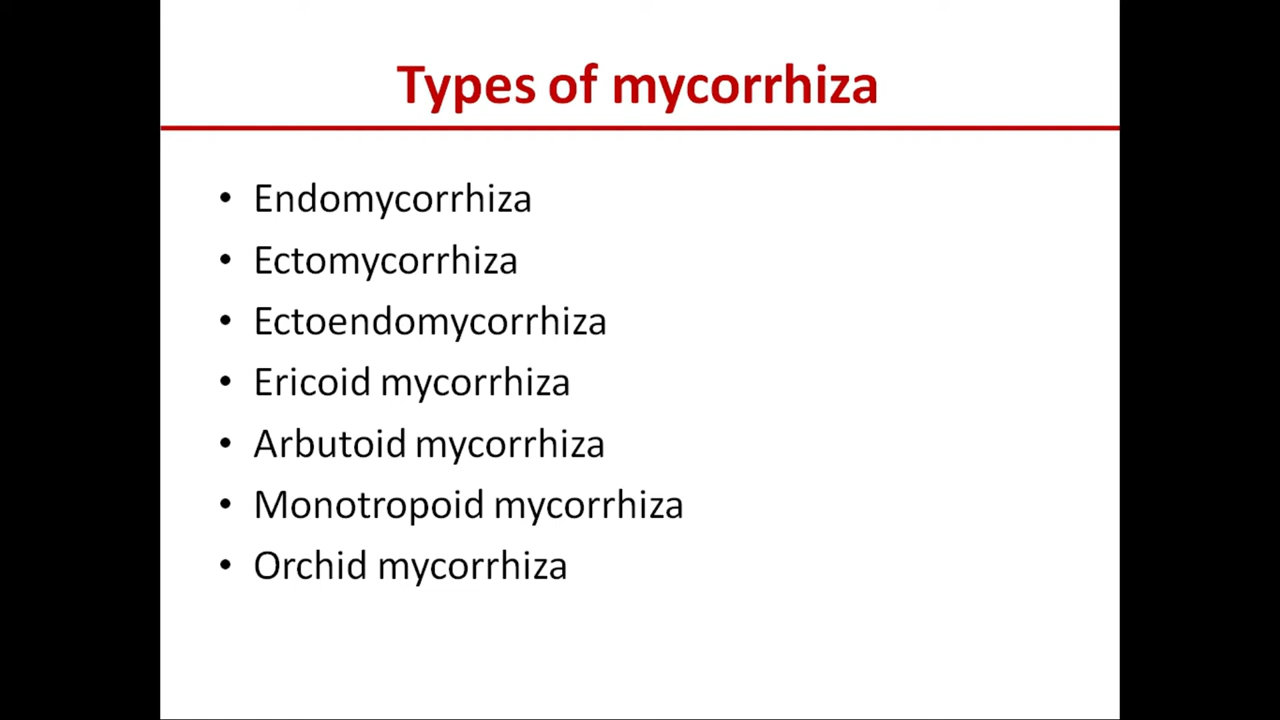 Types of mycorrhiza
• Endomycorrhiza
• Ectomycorrhiza
• Ectoendomycorrhiza
• Ericoid mycorrhiza
• Arbutoid mycorrhiza
• Monotropoid mycorrhiza
• Orchid mycorrhiza